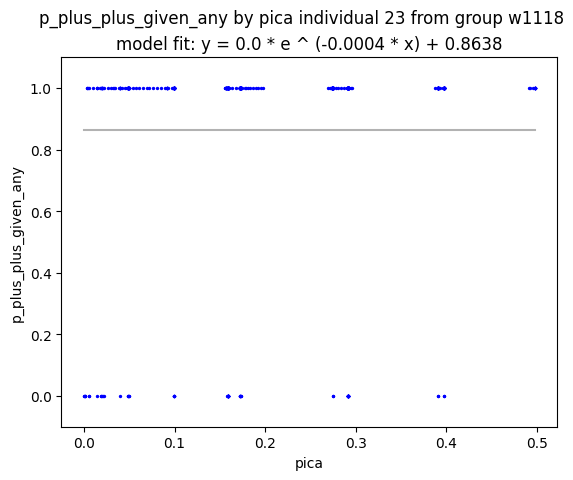 p_plus_plus_given_any by pica individual 23 from group w1118
model fit: y = 0.0 * e ^ (-0.0004 * x) + 0.8638
p_plus_plus_given_any
1.0
0.8
0.6
0.4
0.2
0.0
0.0 0.1 0.2 0.3 0.4 0.5
pica